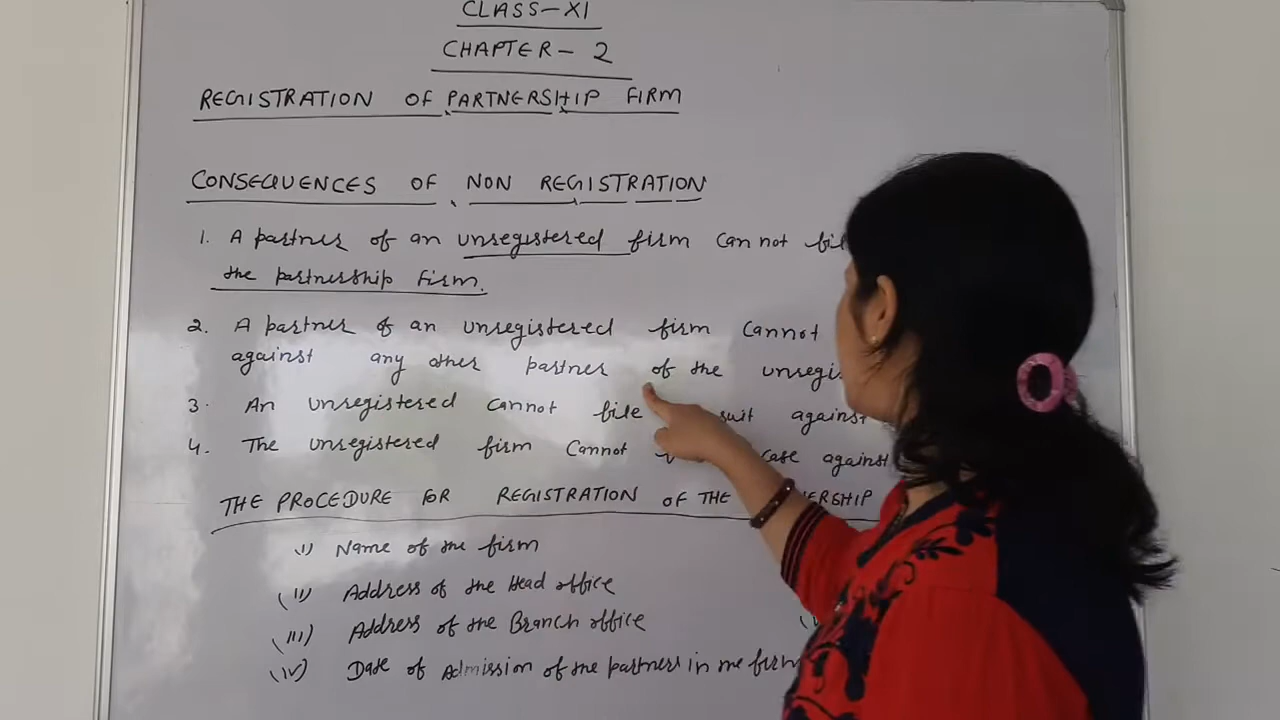 CLASS-XI
CHAPTER-2
REGISTRATION OF PARTNERSHIP FIRM
CONSEQUENCES OF NON REGISTRATION
1. A partner of an unregistered firm can not
the partnership firm.
2. A partner of an unregistered firm cannot
against any other partner of the
3. An unregistered cannot file suit against
4. The unregistered firm cannot case against
THE PROCEDURE FOR REGISTRATION OF THE
(i) Name of the firm
(ii) Address of the Head office
(iii) Address of the Branch office
(iv) Date of Admission of the partners in the firm